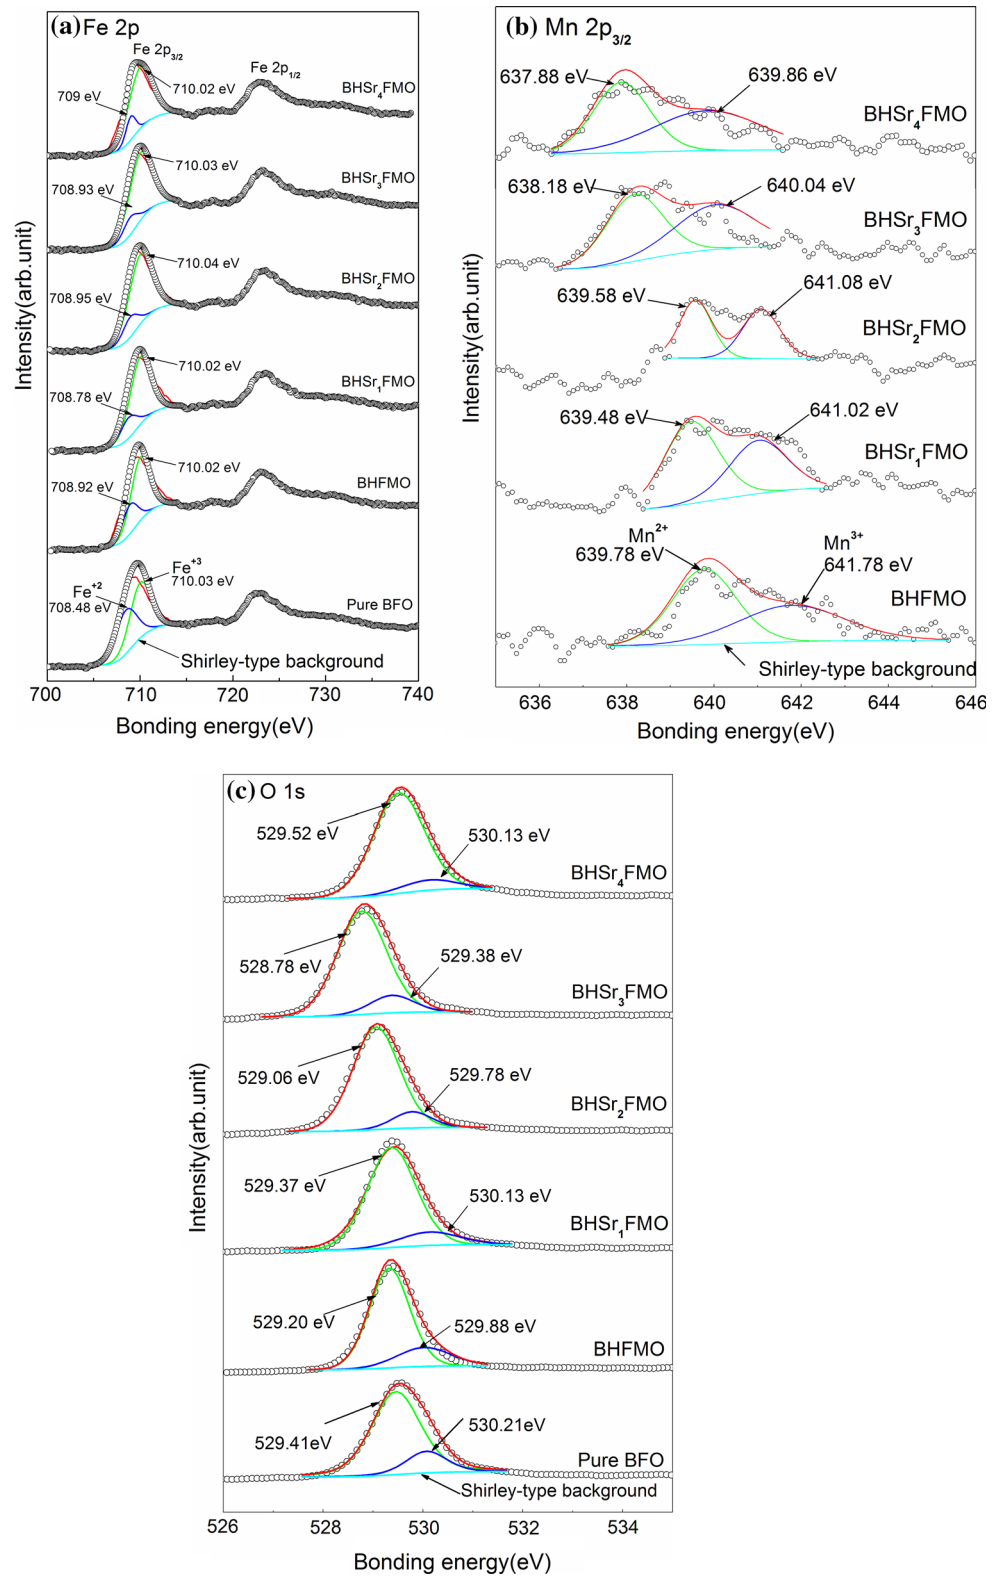 (a) Fe 2p
Fe 2p3/2
Fe 2p1/2
710.02 eV
709 eV
BHSr4FMO
710.03 eV
708.93 eV
BHSr3FMO
710.04 eV
708.95 eV
BHSr2FMO
710.02 eV
708.78 eV
BHSr1FMO
710.02 eV
708.92 eV
BHFMO
Fe+3
710.03 eV
Fe+2
708.48 eV
Pure BFO
Shirley-type background
Intensity(arb.unit)
700 710 720 730 740
Bonding energy(eV)
(b) Mn 2p3/2
637.88 eV
639.86 eV
BHSr4FMO
638.18 eV
640.04 eV
BHSr3FMO
639.58 eV
641.08 eV
BHSr2FMO
639.48 eV
641.02 eV
BHSr1FMO
Mn2+
639.78 eV
Mn3+
641.78 eV
BHFMO
Shirley-type background
Intensity(arb.unit)
636 638 640 642 644 646
Bonding energy(eV)
(c) O 1s
529.52 eV
530.13 eV
BHSr4FMO
528.78 eV
529.38 eV
BHSr3FMO
529.06 eV
529.78 eV
BHSr2FMO
529.37 eV
530.13 eV
BHSr1FMO
529.20 eV
529.88 eV
BHFMO
529.41eV
530.21eV
Pure BFO
Shirley-type background
Intensity(arb.unit)
526 528 530 532 534
Bonding energy(eV)